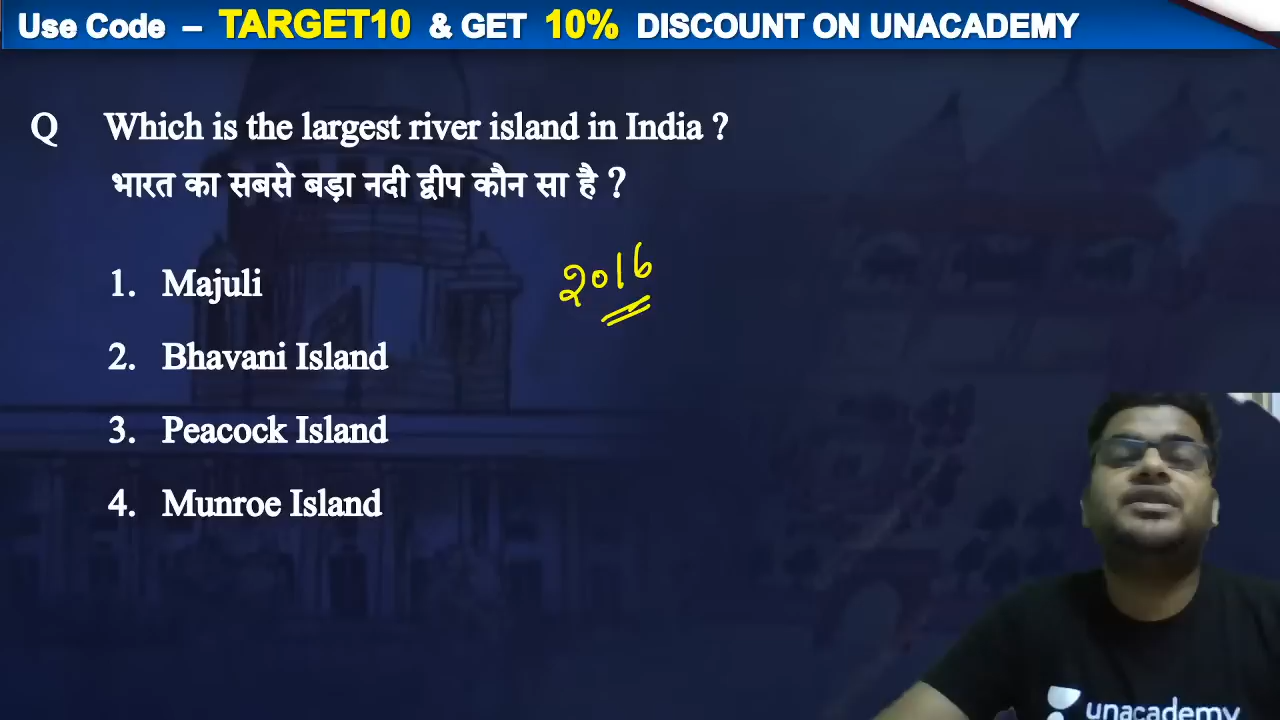 Use Code – TARGET10 & GET 10% DISCOUNT ON UNACADEMY
Q Which is the largest river island in India ?
भारत का सबसे बड़ा नदी द्वीप कौन सा है ?
1. Majuli
2016
2. Bhavani Island
3. Peacock Island
4. Munroe Island
unacademy